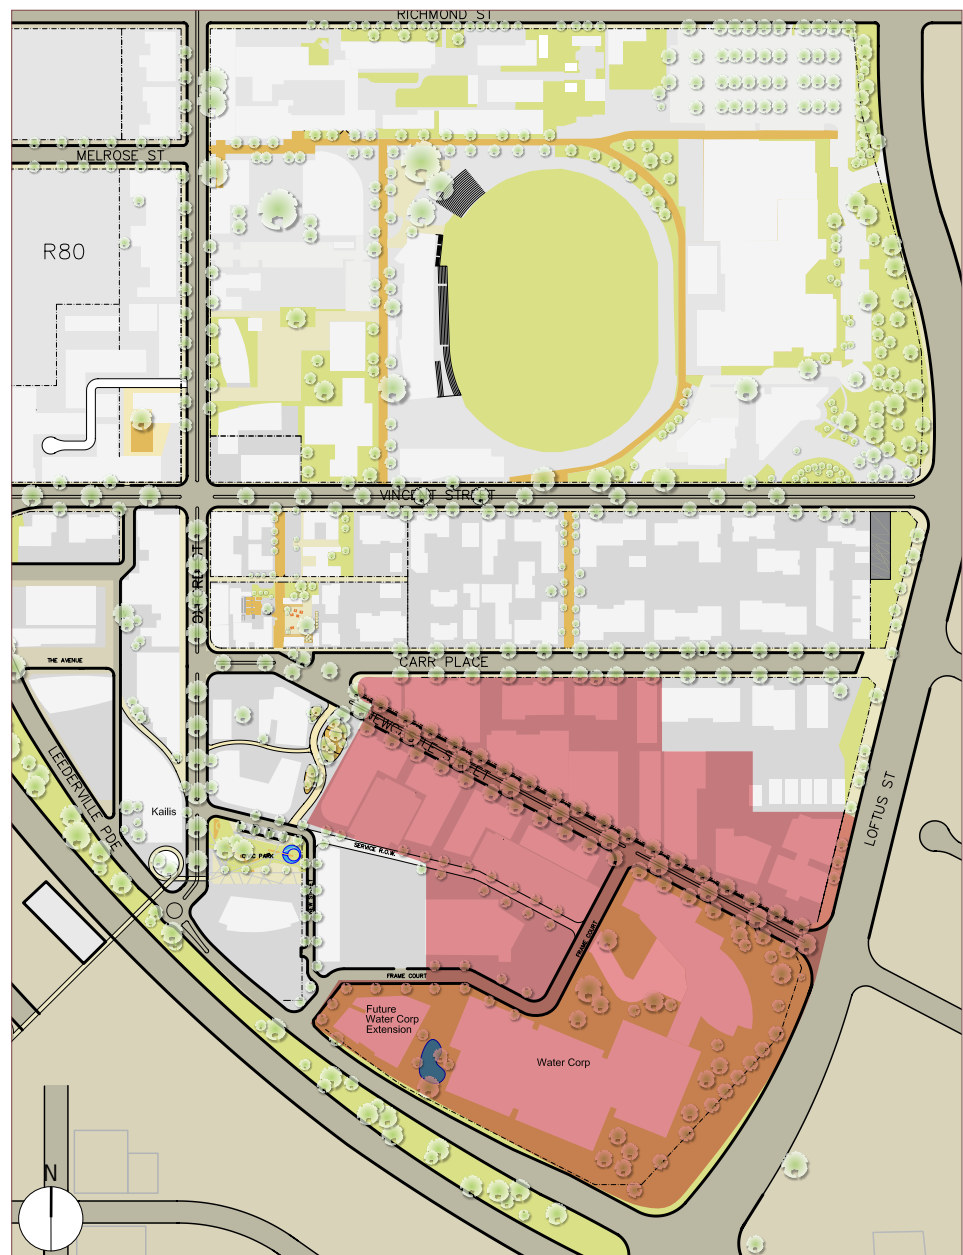 RICHMOND ST
MELROSE ST
R80
VINCENT STREET
CARR PLACE
THE AVENUE
LEEDERVILLE PDE
Kailis
SERVICE R.O.W.
LOFTUS ST
FRAME COURT
FRAME COURT
Future
Water Corp
Extension
Water Corp
N